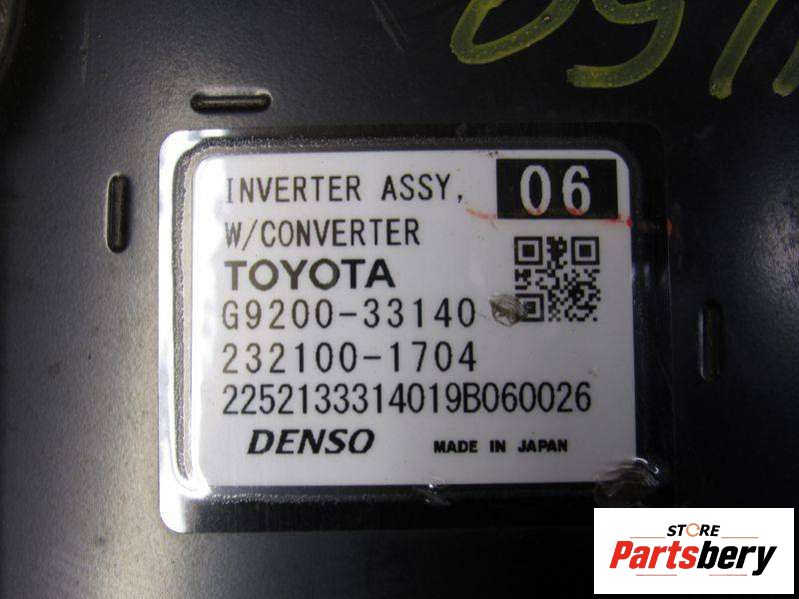 INVERTER ASSY, 06
W/CONVERTER
TOYOTA
G9200-33140
232100-1704
2252133314019B060026
DENSO MADE IN JAPAN
STORE
Partsbery